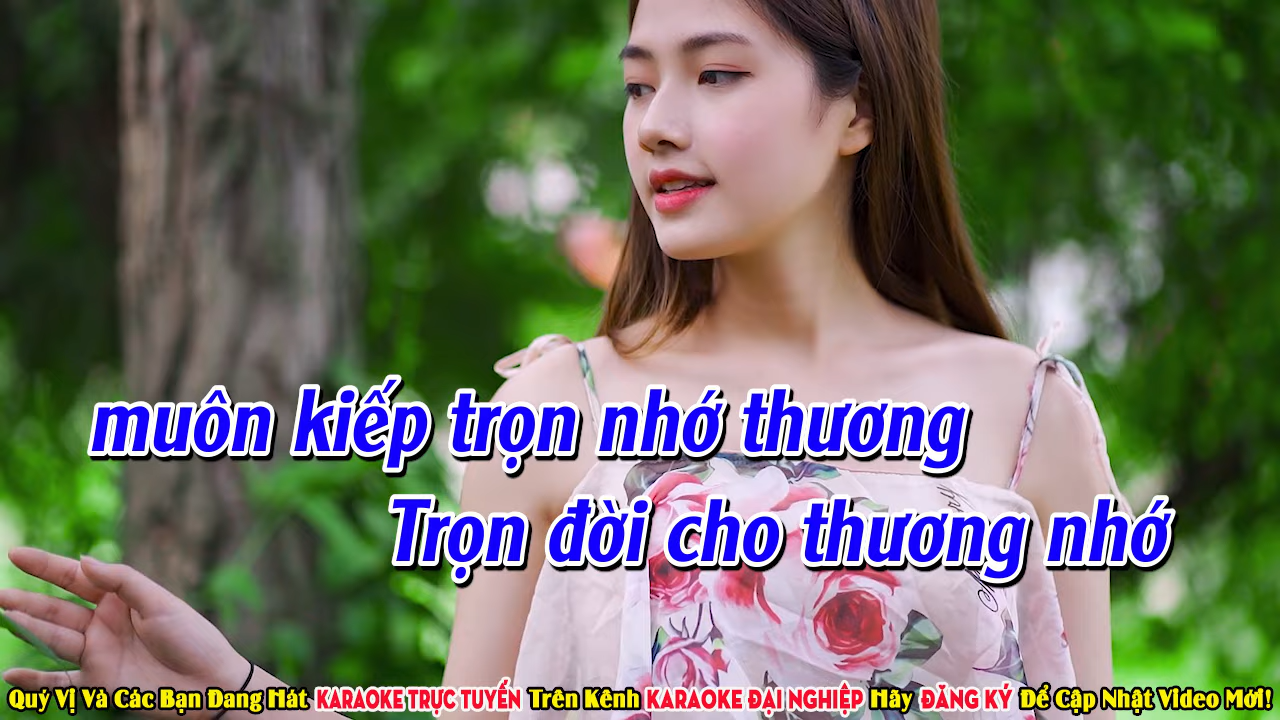 muôn kiếp trọn nhớ thương
Trọn đời cho thương nhớ
Quý Vị Và Các Bạn Đang Hát KARAOKE TRỰC TUYẾN Trên Kênh KARAOKE ĐẠI NGHIỆP Hãy ĐĂNG KÝ Để Cập Nhật Video Mới!